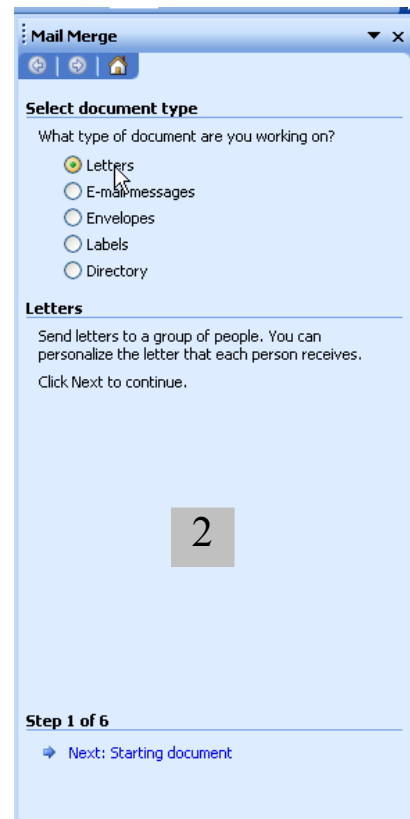 Mail Merge
Select document type
What type of document are you working on?
Letters
E-mail messages
Envelopes
Labels
Directory
Letters
Send letters to a group of people. You can
personalize the letter that each person receives.
Click Next to continue.
2
Step 1 of 6
Next: Starting document